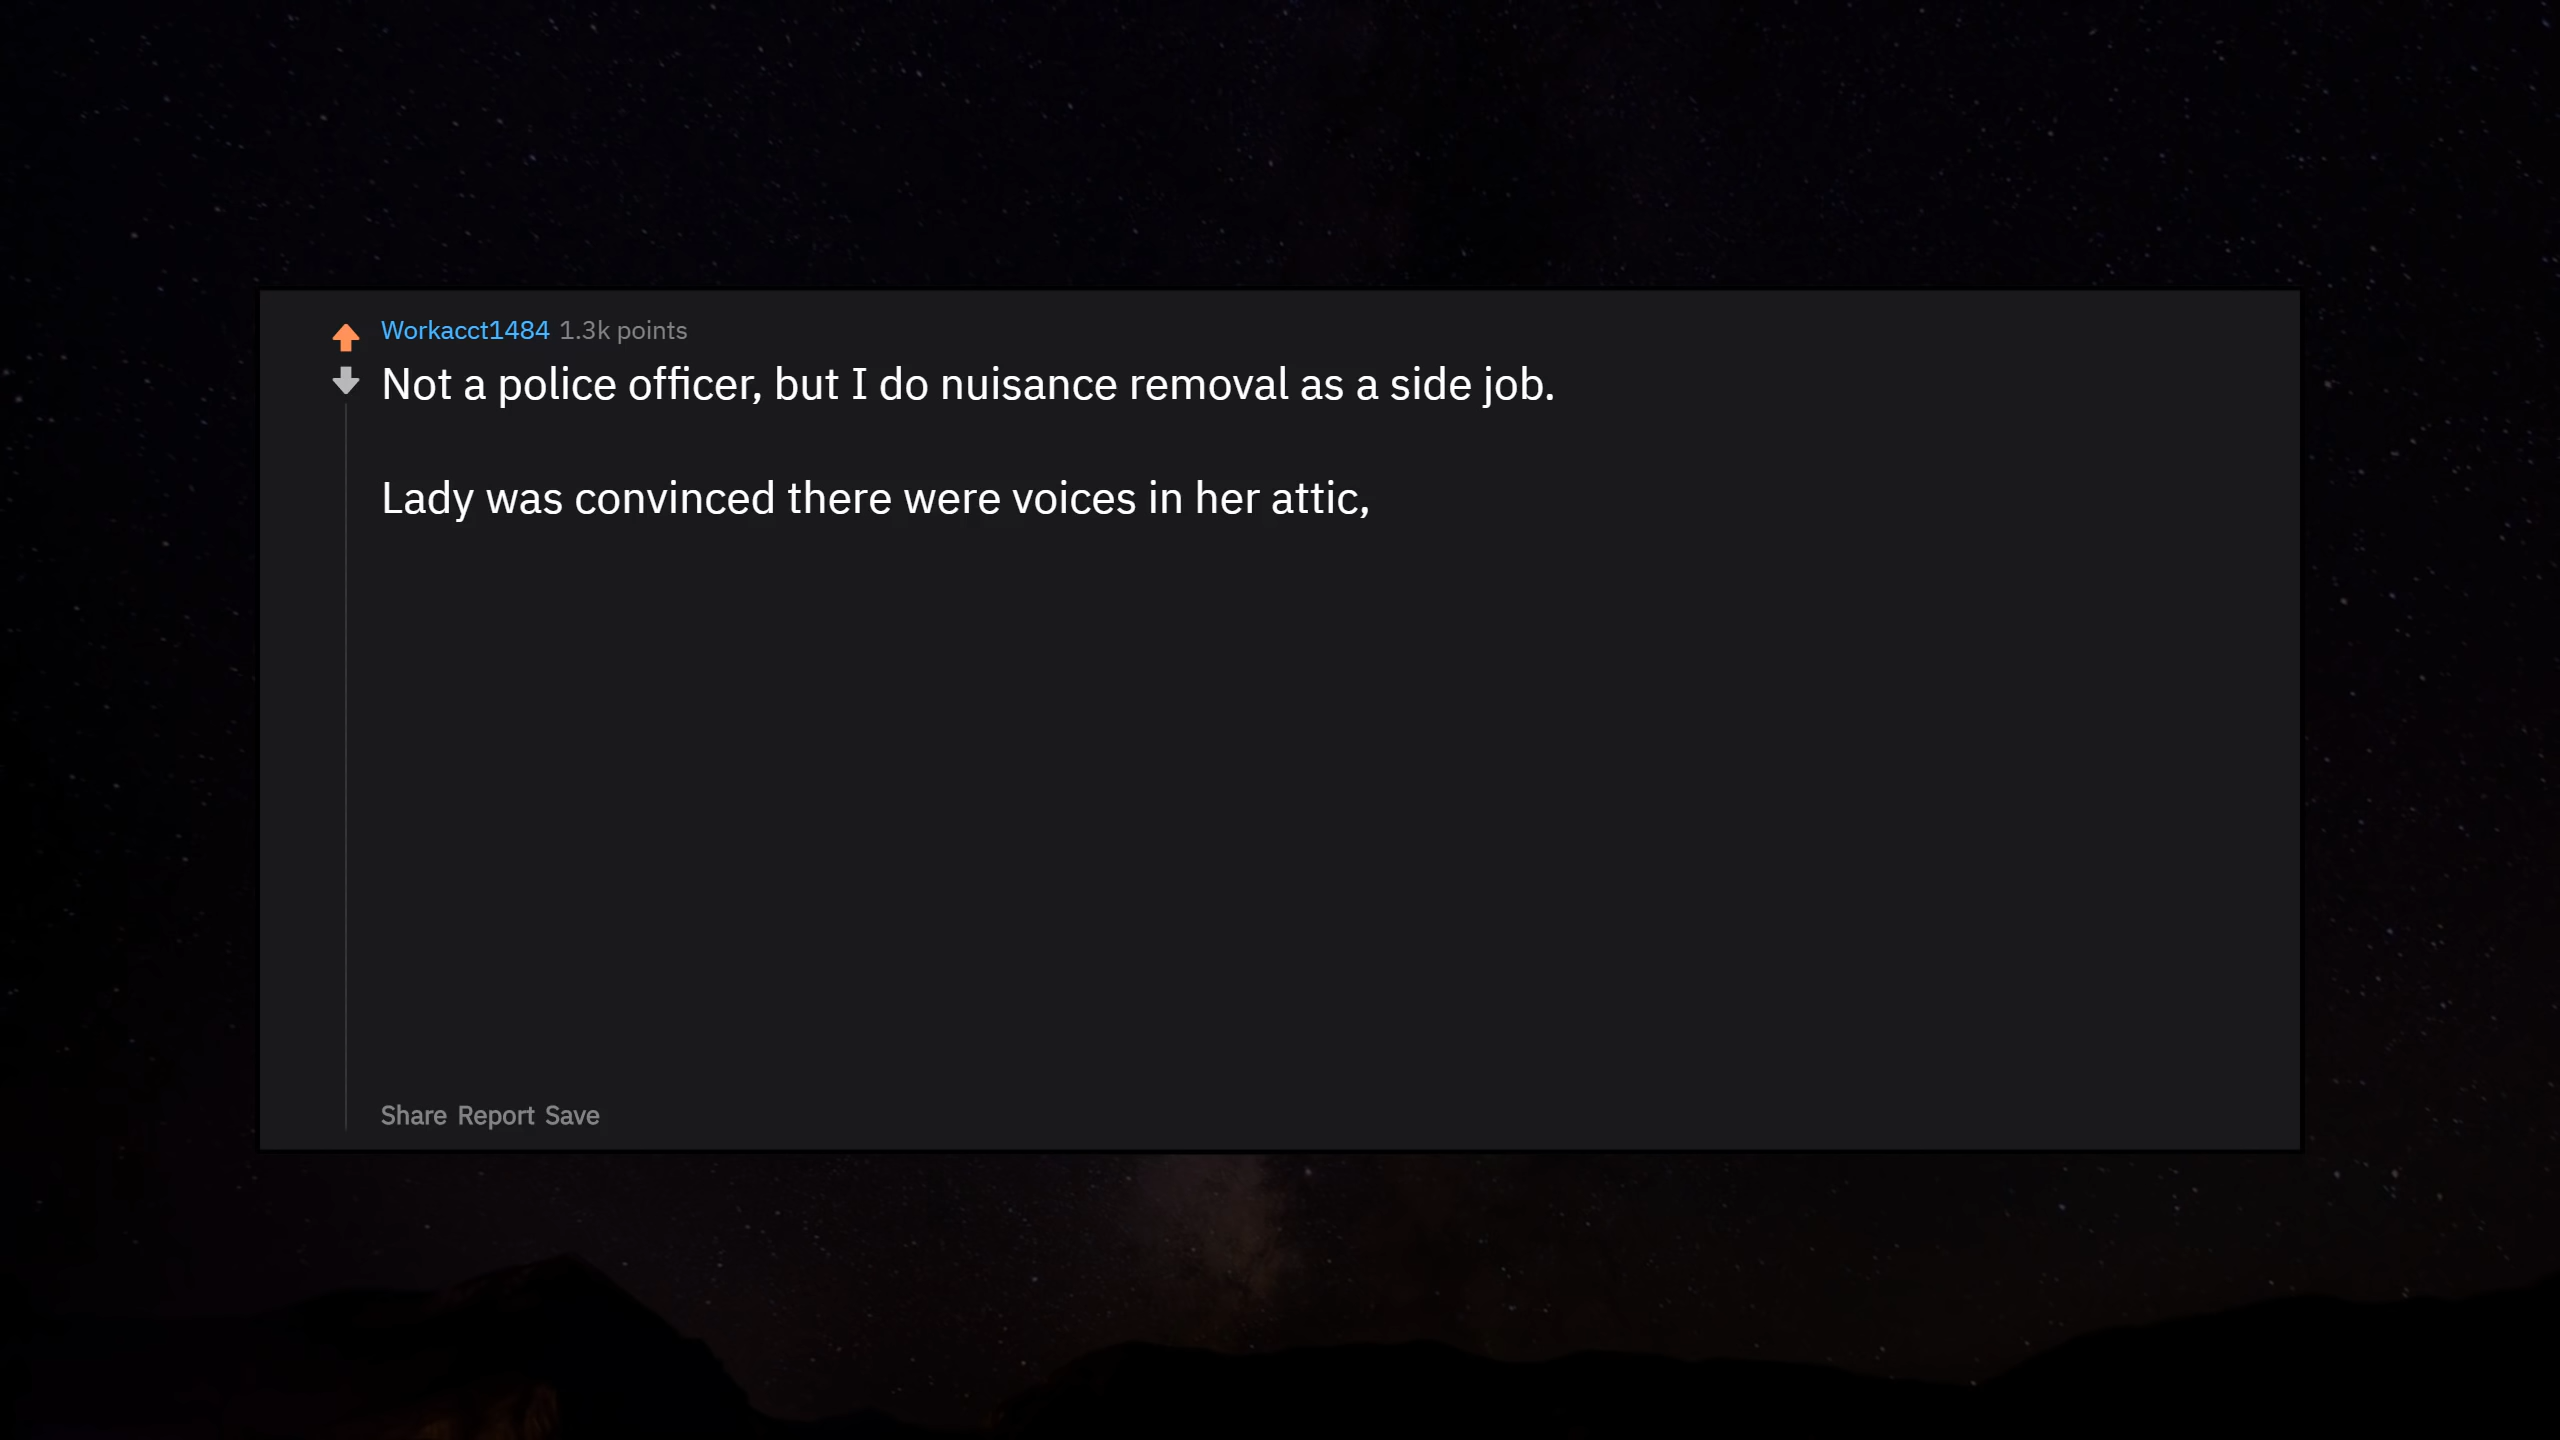 Workacct1484 1.3k points
Not a police officer, but I do nuisance removal as a side job.
Lady was convinced there were voices in her attic,
Share Report Save